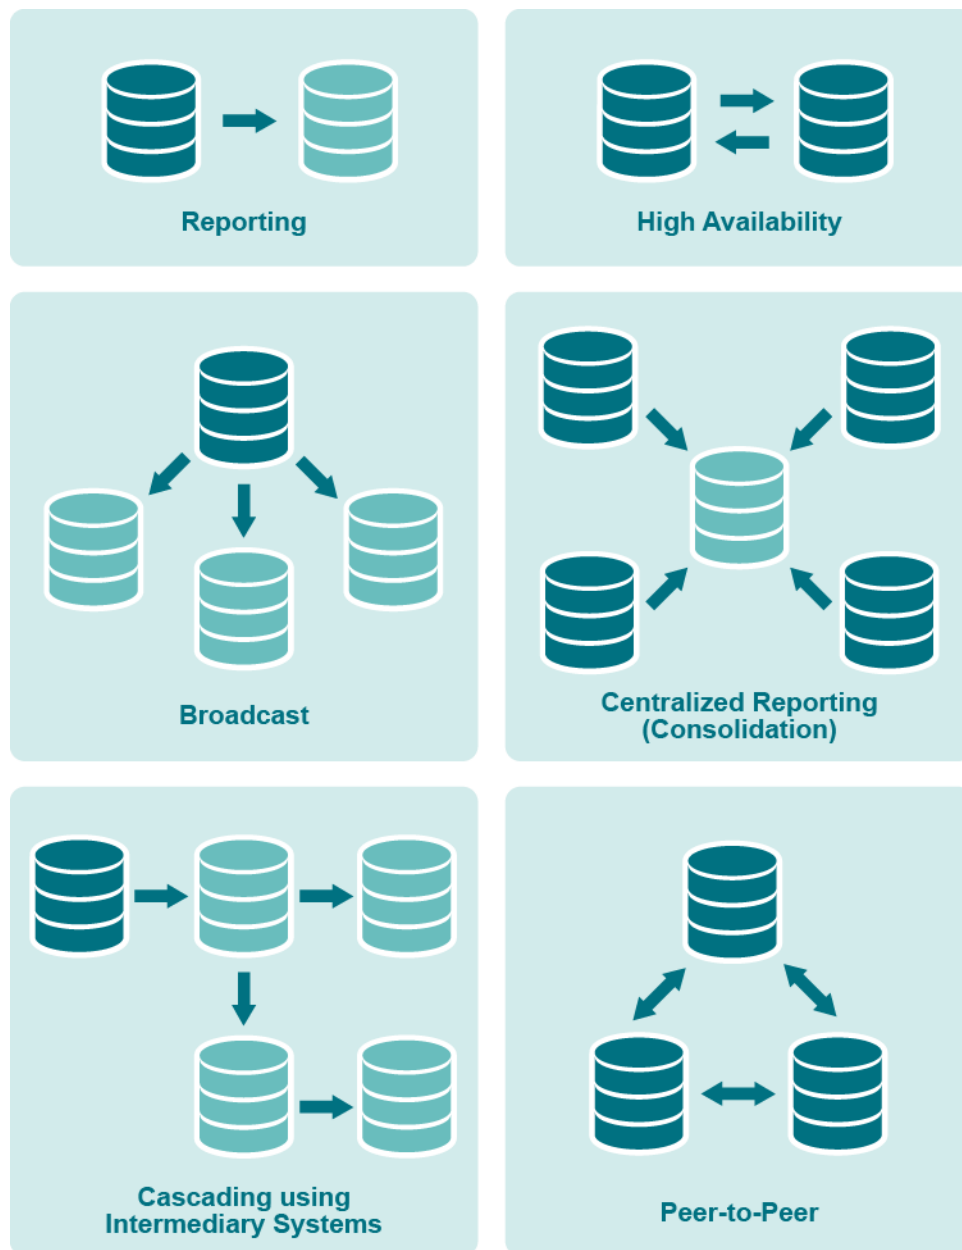 Reporting
High Availability
Broadcast
Centralized Reporting
(Consolidation)
Cascading using
Intermediary Systems
Peer-to-Peer